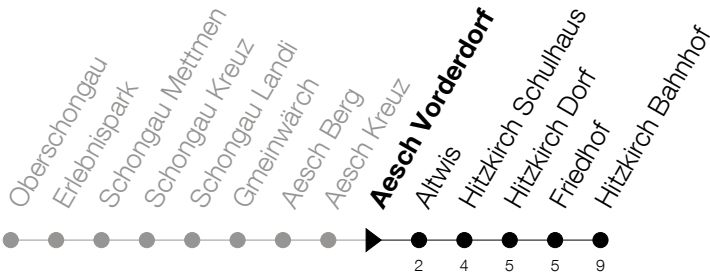 Oberschongau
Erlebnispark
Schongau Mettmen
Schongau Kreuz
Schongau Landi
Gmeinwärch
Aesch Berg
Aesch Kreuz
Aesch Vorderdorf
Altwis
Hitzkirch Schulhaus
Hitzkirch Dorf
Friedhof
Hitzkirch Bahnhof
2 4 5 5 9